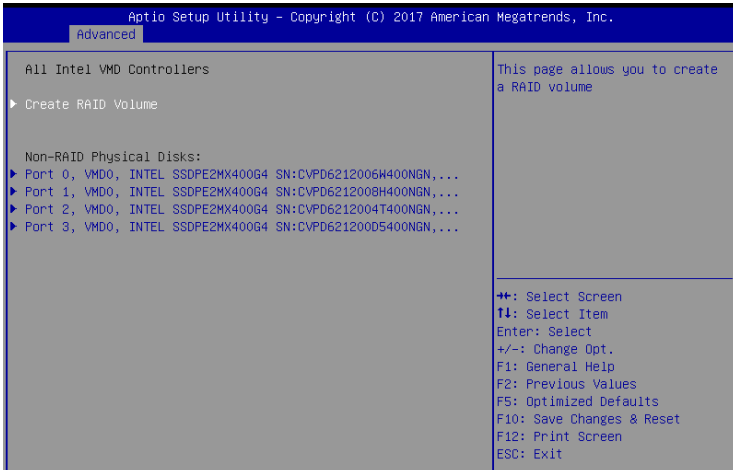 Aptio Setup Utility – Copyright (C) 2017 American Megatrends, Inc.
Advanced
All Intel VMD Controllers
Create RAID Volume
Non-RAID Physical Disks:
Port 0, VMD0, INTEL SSDPE2MX400G4 SN:CVPD6212006W400NGN,...
Port 1, VMD0, INTEL SSDPE2MX400G4 SN:CVPD6212008H400NGN,...
Port 2, VMD0, INTEL SSDPE2MX400G4 SN:CVPD6212004T400NGN,...
Port 3, VMD0, INTEL SSDPE2MX400G4 SN:CVPD621200D5400NGN,...
This page allows you to create
a RAID volume
→←: Select Screen
↑↓: Select Item
Enter: Select
+/-: Change Opt.
F1: General Help
F2: Previous Values
F5: Optimized Defaults
F10: Save Changes & Reset
F12: Print Screen
ESC: Exit